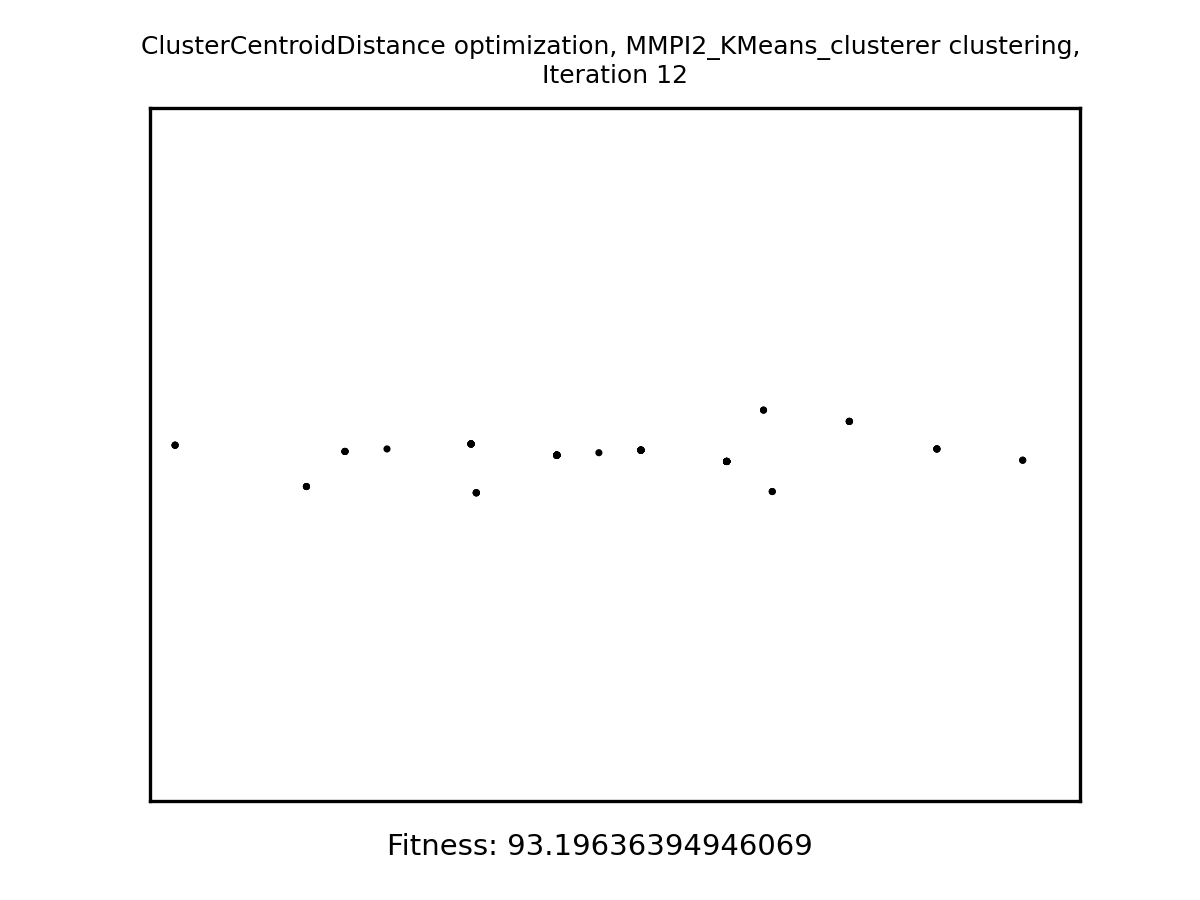 ClusterCentroidDistance optimization, MMPI2_KMeans_clusterer clustering,
Iteration 12
Fitness: 93.19636394946069